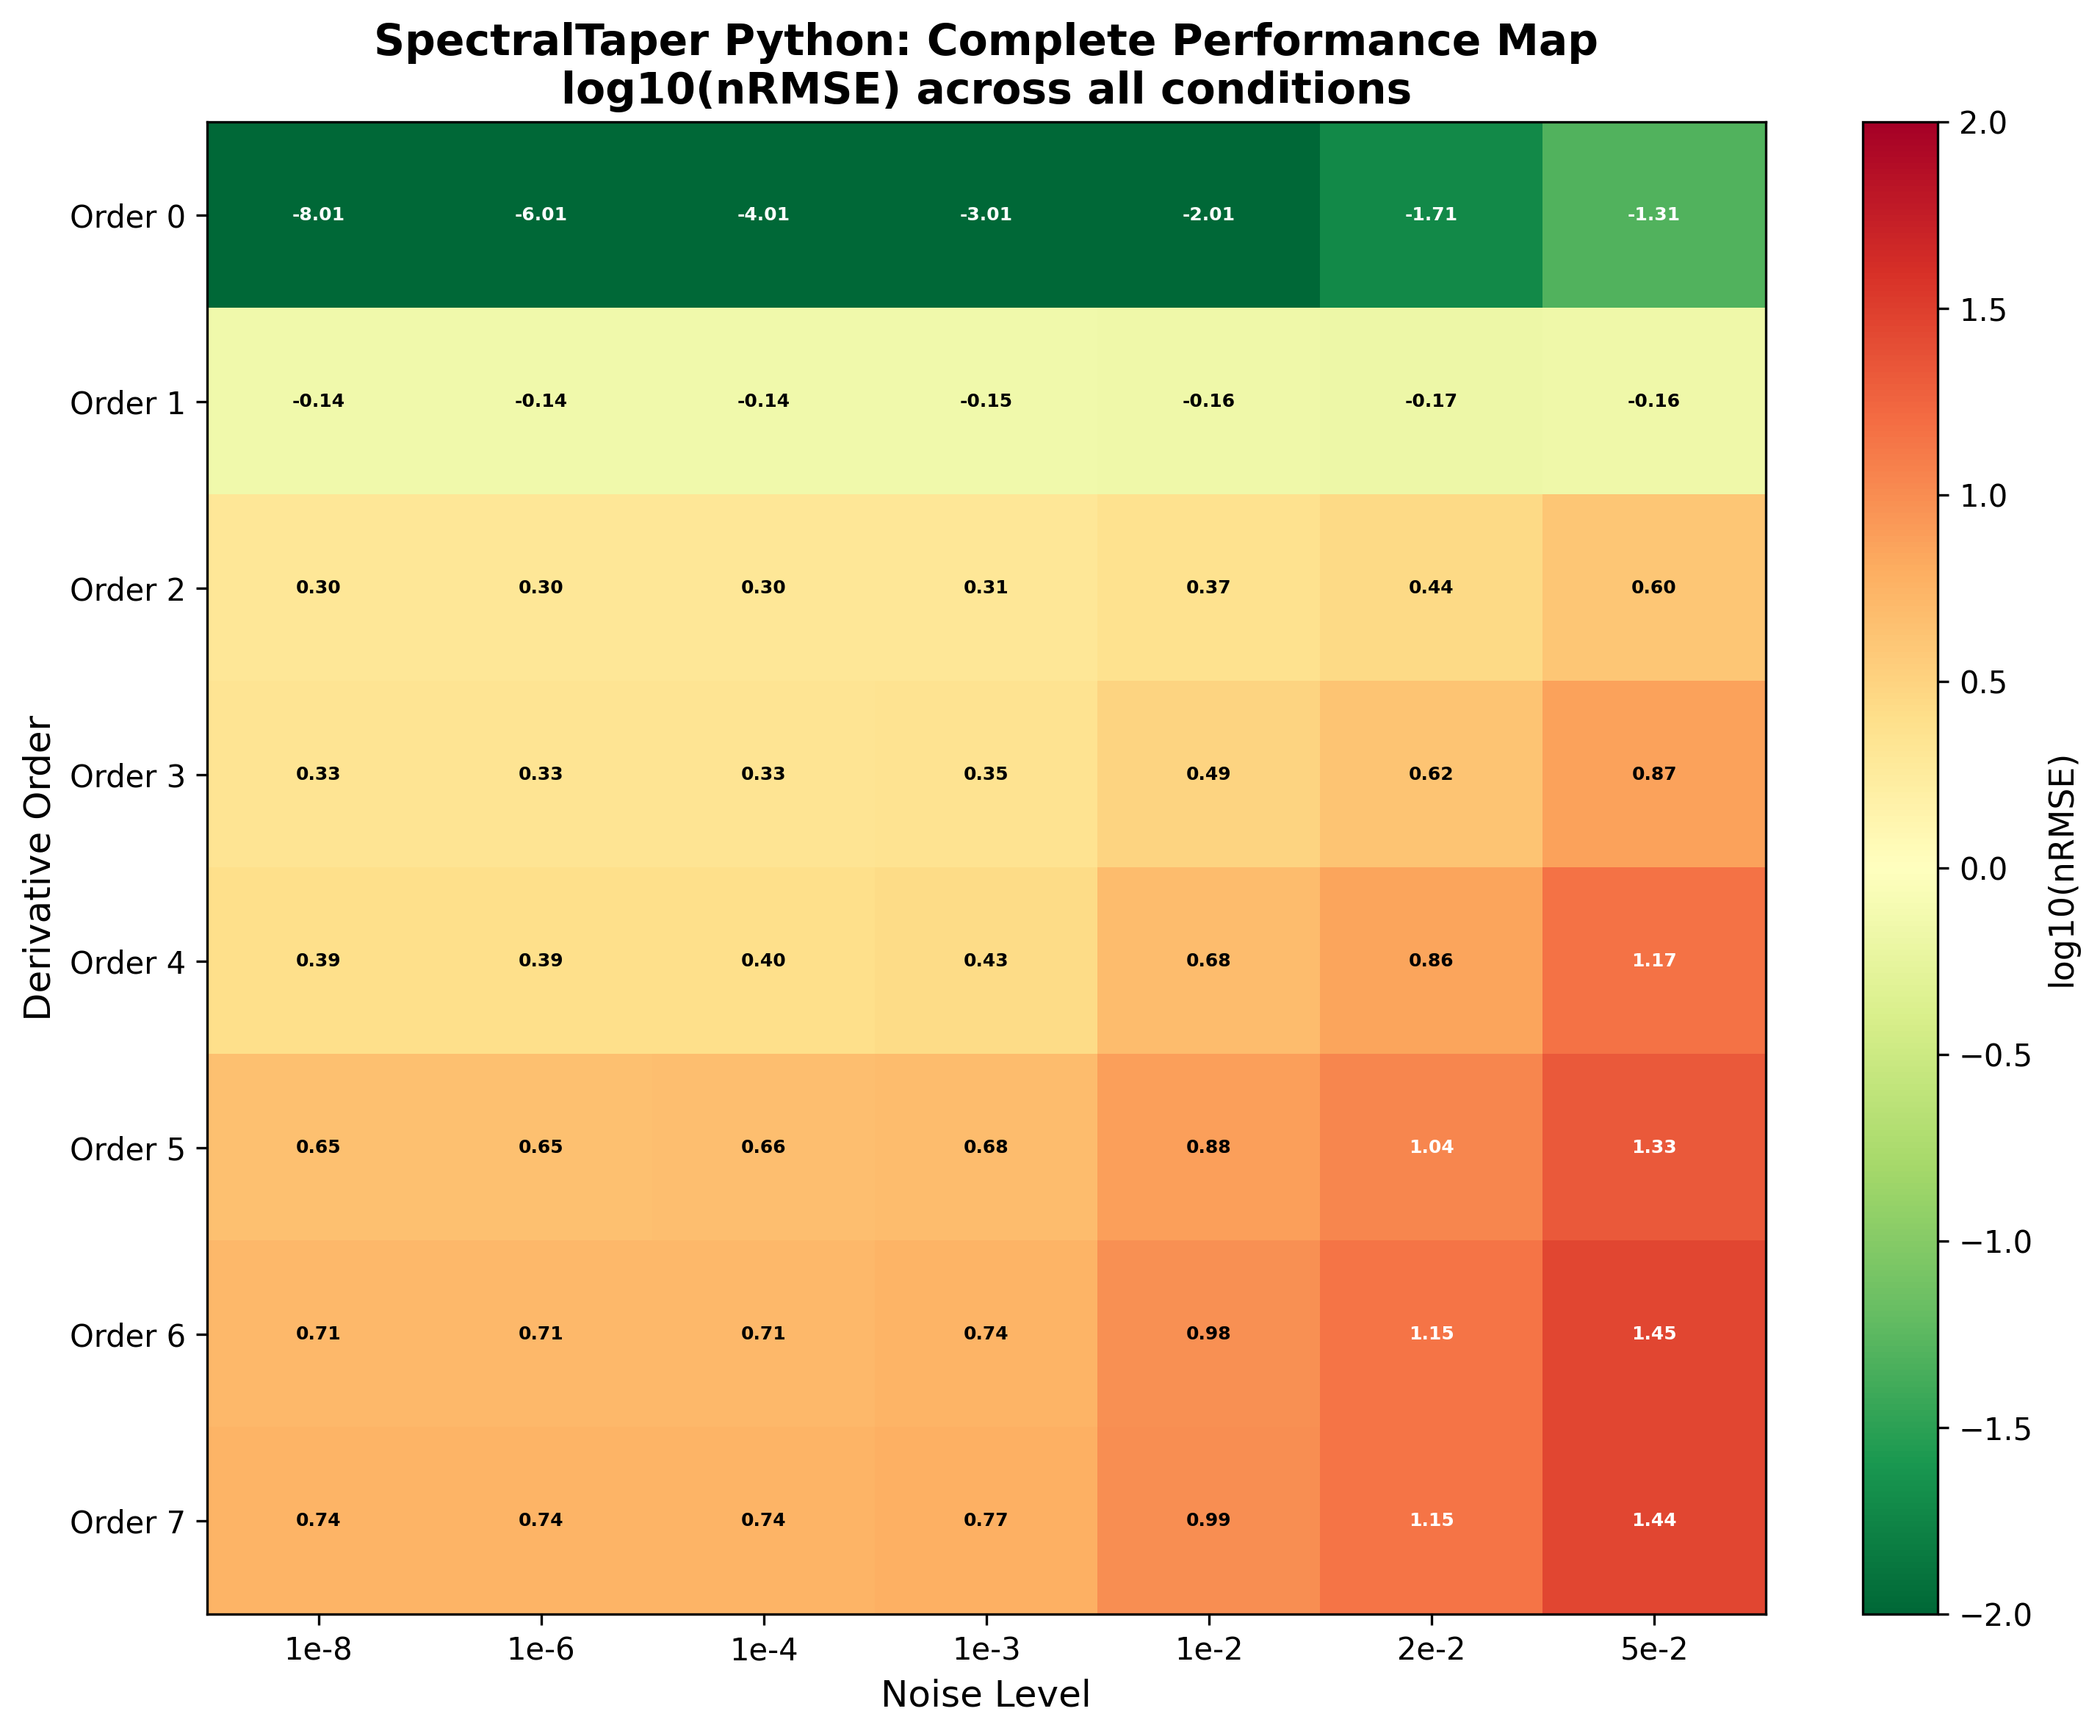 SpectralTaper Python: Complete Performance Map
log10(nRMSE) across all conditions
Derivative Order
Order 0 -8.01 -6.01 -4.01 -3.01 -2.01 -1.71 -1.31
Order 1 -0.14 -0.14 -0.14 -0.15 -0.16 -0.17 -0.16
Order 2 0.30 0.30 0.30 0.31 0.37 0.44 0.60
Order 3 0.33 0.33 0.33 0.35 0.49 0.62 0.87
Order 4 0.39 0.39 0.40 0.43 0.68 0.86 1.17
Order 5 0.65 0.65 0.66 0.68 0.88 1.04 1.33
Order 6 0.71 0.71 0.71 0.74 0.98 1.15 1.45
Order 7 0.74 0.74 0.74 0.77 0.99 1.15 1.44
1e-8 1e-6 1e-4 1e-3 1e-2 2e-2 5e-2
Noise Level
2.0
1.5
1.0
0.5
0.0
−0.5
−1.0
−1.5
−2.0
log10(nRMSE)